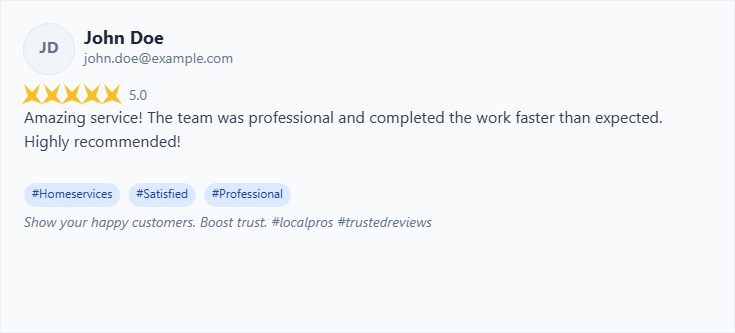 JD
John Doe
john.doe@example.com
5.0
Amazing service! The team was professional and completed the work faster than expected.
Highly recommended!
#Homeservices #Satisfied #Professional
Show your happy customers. Boost trust. #localpros #trustedreviews